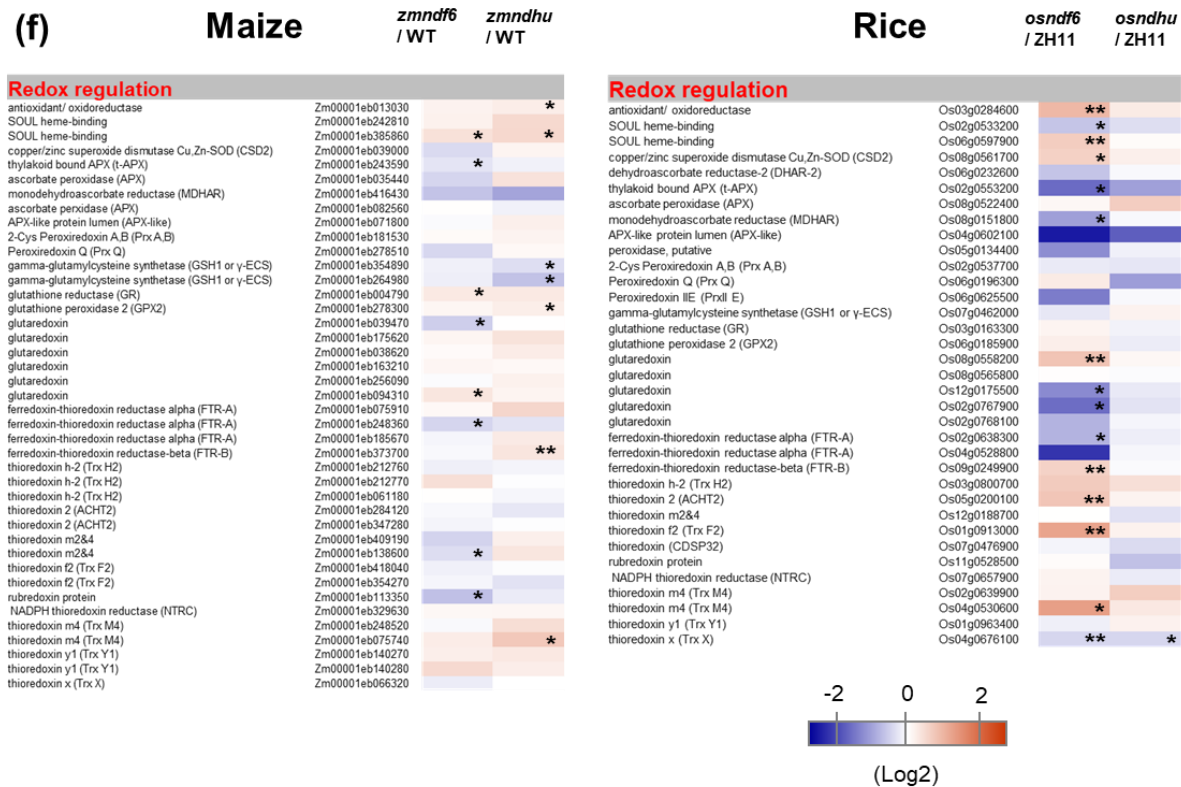 (f) Maize zmndf6 / WT zmndhu / WT
Redox regulation
antioxidant/ oxidoreductase Zm00001eb013030 *
SOUL heme-binding Zm00001eb242810
SOUL heme-binding Zm00001eb385860 * *
copper/zinc superoxide dismutase Cu,Zn-SOD (CSD2) Zm00001eb039090
thylakoid bound APX (t-APX) Zm00001eb243590 *
ascorbate peroxidase (APX) Zm00001eb035440
monodehydroascorbate reductase (MDHAR) Zm00001eb416430
ascorbate perxidase (APX) Zm00001eb082560
APX-like protein lumen (APX-like) Zm00001eb071800
2-Cys Peroxiredoxin A,B (Prx A,B) Zm00001eb181530
Peroxiredoxin Q (Prx Q) Zm00001eb278510
gamma-glutamylcysteine synthetase (GSH1 or γ-ECS) Zm00001eb354890 *
gamma-glutamylcysteine synthetase (GSH1 or γ-ECS) Zm00001eb264980 *
glutathione reductase (GR) Zm00001eb004790 *
glutathione peroxidase 2 (GPX2) Zm00001eb278300 *
glutaredoxin Zm00001eb039470 *
glutaredoxin Zm00001eb175620
glutaredoxin Zm00001eb038620
glutaredoxin Zm00001eb163210
glutaredoxin Zm00001eb256090
glutaredoxin Zm00001eb094310 *
ferredoxin-thioredoxin reductase alpha (FTR-A) Zm00001eb075910
ferredoxin-thioredoxin reductase alpha (FTR-A) Zm00001eb248360 *
ferredoxin-thioredoxin reductase alpha (FTR-A) Zm00001eb185670
ferredoxin-thioredoxin reductase-beta (FTR-B) Zm00001eb373700 **
thioredoxin h-2 (Trx H2) Zm00001eb212760
thioredoxin h-2 (Trx H2) Zm00001eb212770
thioredoxin h-2 (Trx H2) Zm00001eb061180
thioredoxin 2 (ACHT2) Zm00001eb284120
thioredoxin 2 (ACHT2) Zm00001eb347280
thioredoxin m2&4 Zm00001eb409190
thioredoxin m2&4 Zm00001eb138600 *
thioredoxin f2 (Trx F2) Zm00001eb418040
thioredoxin f2 (Trx F2) Zm00001eb354270
rubredoxin protein Zm00001eb113350 *
NADPH thioredoxin reductase (NTRC) Zm00001eb329630
thioredoxin m4 (Trx M4) Zm00001eb248520
thioredoxin m4 (Trx M4) Zm00001eb075740 *
thioredoxin y1 (Trx Y1) Zm00001eb140270
thioredoxin y1 (Trx Y1) Zm00001eb140280
thioredoxin x (Trx X) Zm00001eb066320
Rice osndf6 / ZH11 osndhu / ZH11
Redox regulation
antioxidant/ oxidoreductase Os03g0284600 **
SOUL heme-binding Os02g0533200 *
SOUL heme-binding Os06g0597900 **
copper/zinc superoxide dismutase Cu,Zn-SOD (CSD2) Os08g0561700 *
dehydroascorbate reductase-2 (DHAR-2) Os06g0232600
thylakoid bound APX (t-APX) Os02g0553200 *
ascorbate peroxidase (APX) Os08g0522400
monodehydroascorbate reductase (MDHAR) Os08g0151800 *
APX-like protein lumen (APX-like) Os04g0602100
peroxidase, putative Os05g0134400
2-Cys Peroxiredoxin A,B (Prx A,B) Os02g0537700
Peroxiredoxin Q (Prx Q) Os06g0196300
Peroxiredoxin IIE (PrxII E) Os06g0625500
gamma-glutamylcysteine synthetase (GSH1 or γ-ECS) Os07g0462000
glutathione reductase (GR) Os03g0163300
glutathione peroxidase 2 (GPX2) Os06g0185900
glutaredoxin Os08g0558200 **
glutaredoxin Os08g0565800
glutaredoxin Os12g0175500 *
glutaredoxin Os02g0767900 *
glutaredoxin Os02g0768100
ferredoxin-thioredoxin reductase alpha (FTR-A) Os02g0638300 *
ferredoxin-thioredoxin reductase alpha (FTR-A) Os04g0528800
ferredoxin-thioredoxin reductase-beta (FTR-B) Os09g0249900 **
thioredoxin h-2 (Trx H2) Os03g0800700
thioredoxin 2 (ACHT2) Os05g0200100 **
thioredoxin m2&4 Os12g0188700
thioredoxin f2 (Trx F2) Os01g0913000 **
thioredoxin (CDSP32) Os07g0476900
rubredoxin protein Os11g0528500
NADPH thioredoxin reductase (NTRC) Os07g0657900
thioredoxin m4 (Trx M4) Os02g0639900
thioredoxin m4 (Trx M4) Os04g0530600 *
thioredoxin y1 (Trx Y1) Os01g0963400
thioredoxin x (Trx X) Os04g0676100 ** *
-2 0 2
(Log2)